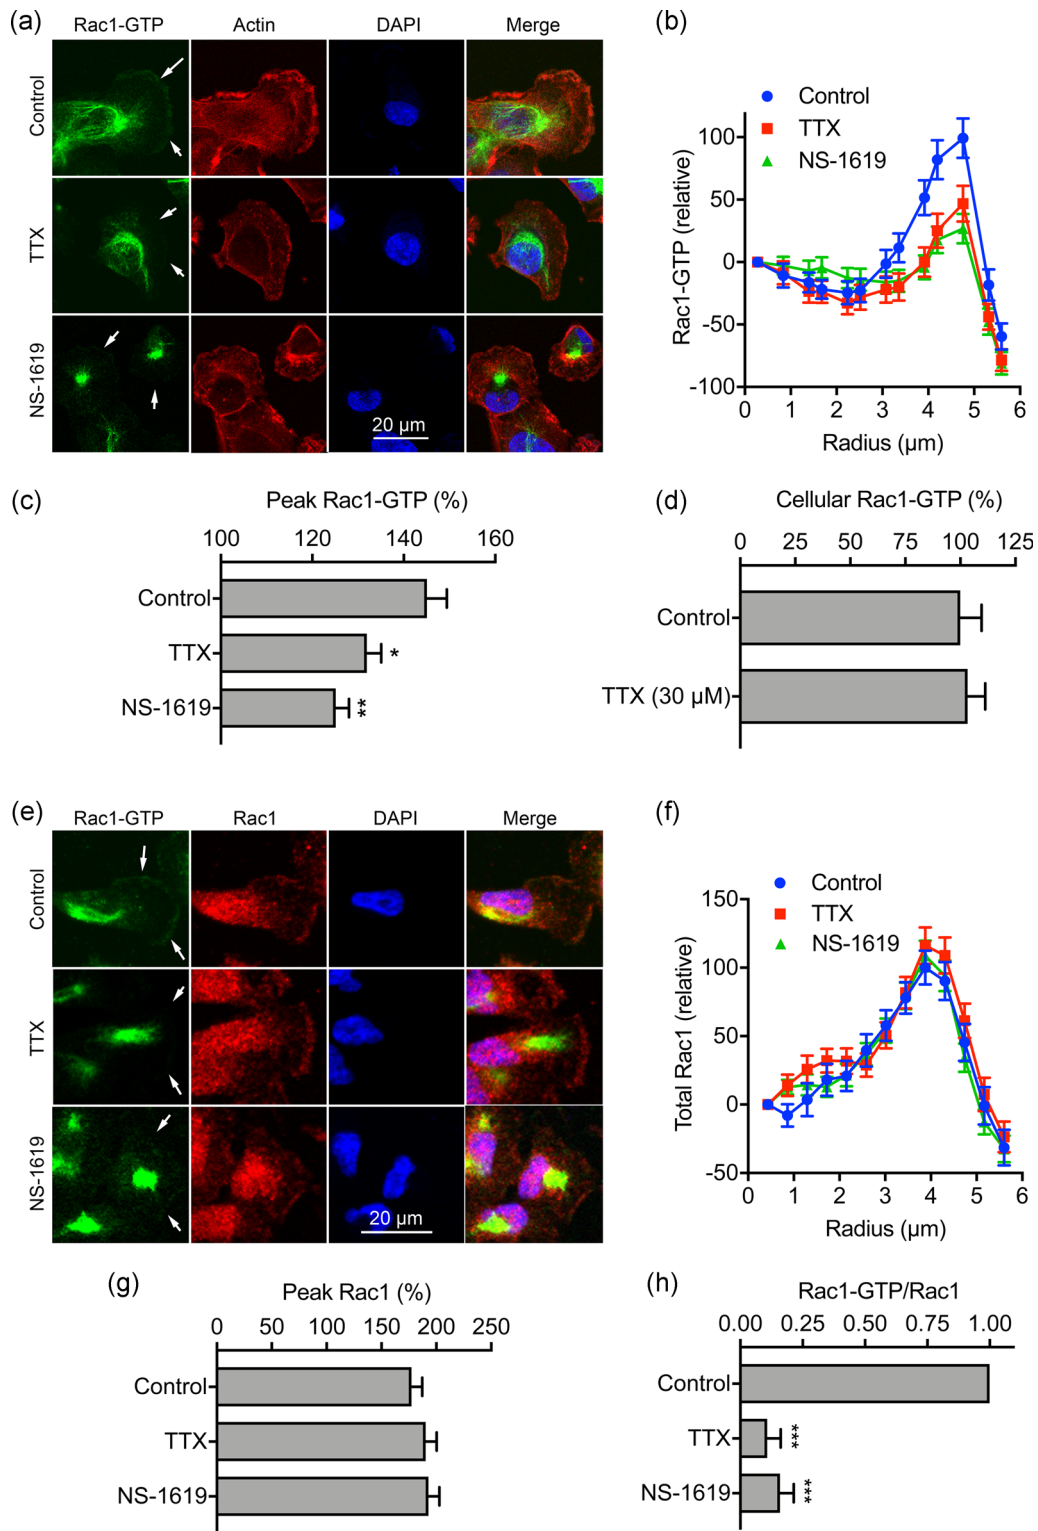 (a)
Rac1-GTP Actin DAPI Merge
Control
TTX
NS-1619
20 µm
(b)
Control
TTX
NS-1619
Rac1-GTP (relative)
100
50
0
-50
-100
0 1 2 3 4 5 6
Radius (µm)
(c)
Peak Rac1-GTP (%)
100 120 140 160
Control
TTX *
NS-1619 **
(d)
Cellular Rac1-GTP (%)
0 25 50 75 100 125
Control
TTX (30 µM)
(e)
Rac1-GTP Rac1 DAPI Merge
Control
TTX
NS-1619
20 µm
(f)
Control
TTX
NS-1619
Total Rac1 (relative)
150
100
50
0
-50
0 1 2 3 4 5 6
Radius (µm)
(g)
Peak Rac1 (%)
0 50 100 150 200 250
Control
TTX
NS-1619
(h)
Rac1-GTP/Rac1
0.00 0.25 0.50 0.75 1.00
Control
TTX ***
NS-1619 ***